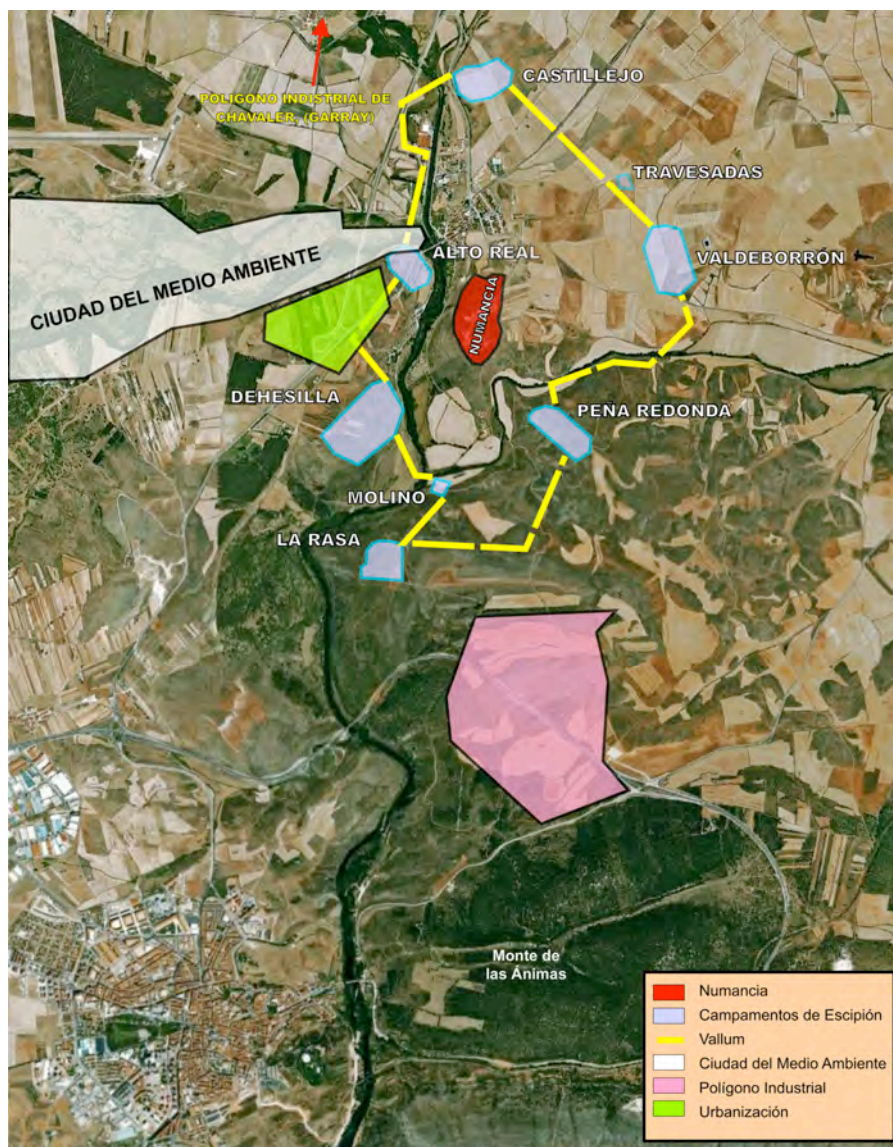 CASTILLEJO
POLIGONO INDISTRIAL DE
CHAVALER, (GARRAY)
TRAVESADAS
VALDEBORRÓN
ALTO REAL
CIUDAD DEL MEDIO AMBIENTE
NUMANCIA
DEHESILLA
PEÑA REDONDA
MOLINO
LA RASA
Monte de
las Ánimas
Numancia
Campamentos de Escipión
Vallum
Ciudad del Medio Ambiente
Polígono Industrial
Urbanización